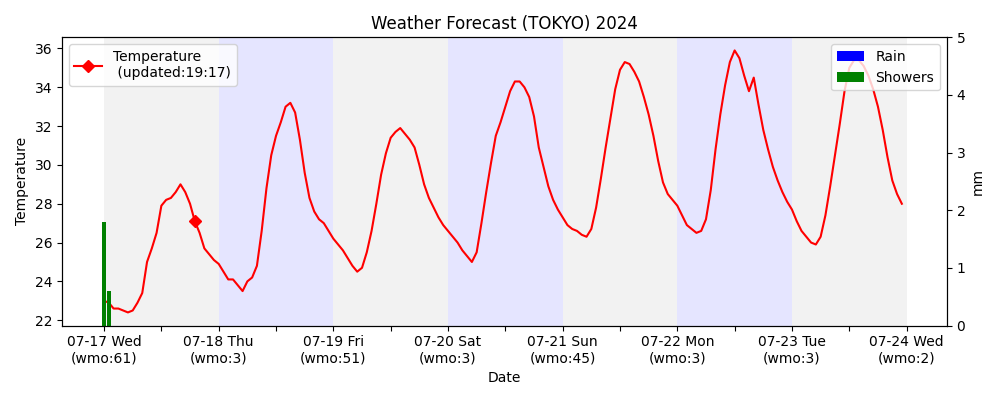 Weather Forecast (TOKYO) 2024
Temperature
(updated:19:17)
Rain
Showers
36
34
32
30
28
26
24
22
Temperature
5
4
3
2
1
0
mm
07-17 Wed
(wmo:61)
07-18 Thu
(wmo:3)
07-19 Fri
(wmo:51)
07-20 Sat
(wmo:3)
07-21 Sun
(wmo:45)
07-22 Mon
(wmo:3)
07-23 Tue
(wmo:3)
07-24 Wed
(wmo:2)
Date